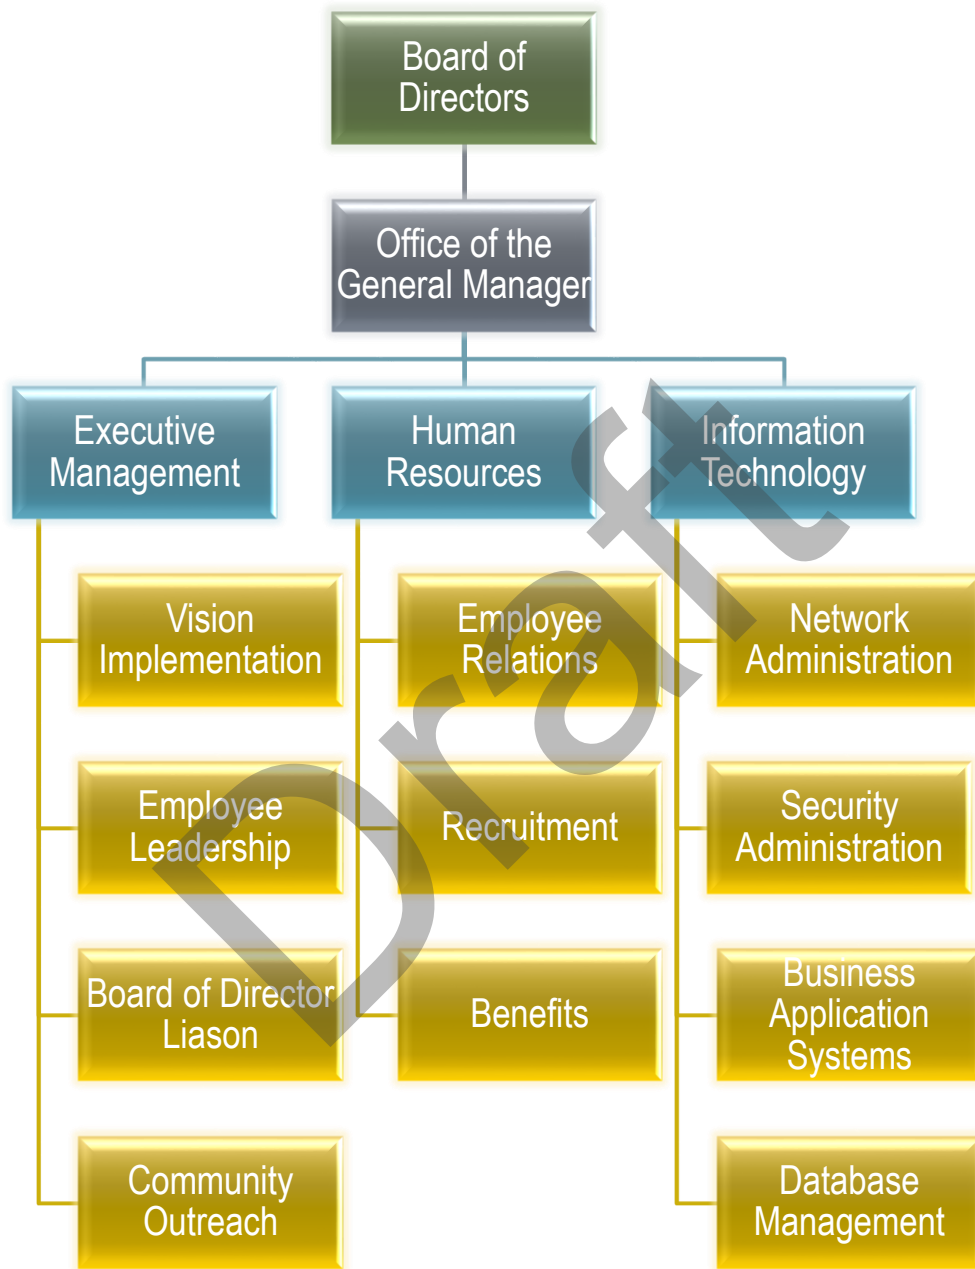 Board of
Directors
Office of the
General Manager
Executive
Management
Human
Resources
Information
Technology
Vision
Implementation
Employee
Relations
Network
Administration
Employee
Leadership
Recruitment
Security
Administration
Board of Director
Liason
Benefits
Business
Application
Systems
Community
Outreach
Database
Management
Draft